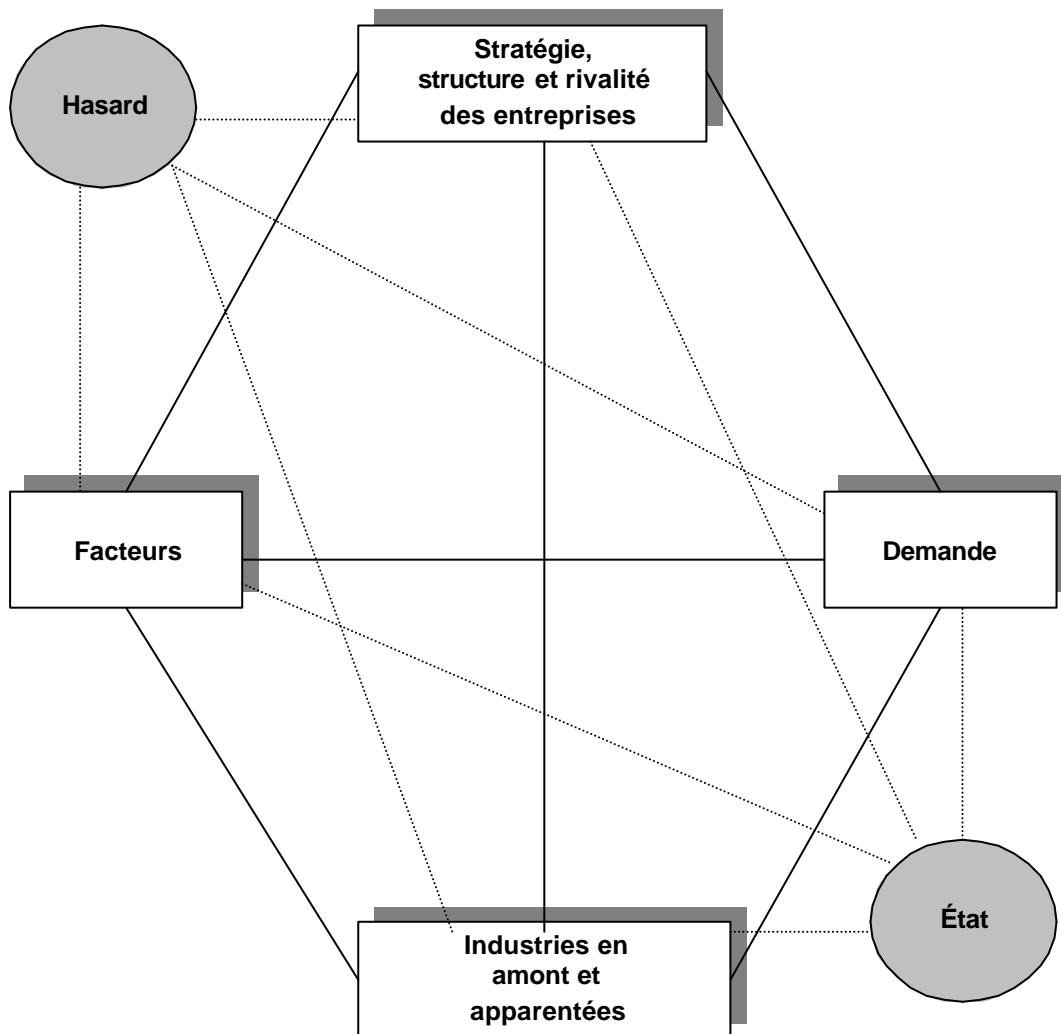 Stratégie,
structure et rivalité
des entreprises
Hasard
Facteurs
Demande
État
Industries en
amont et
apparentées